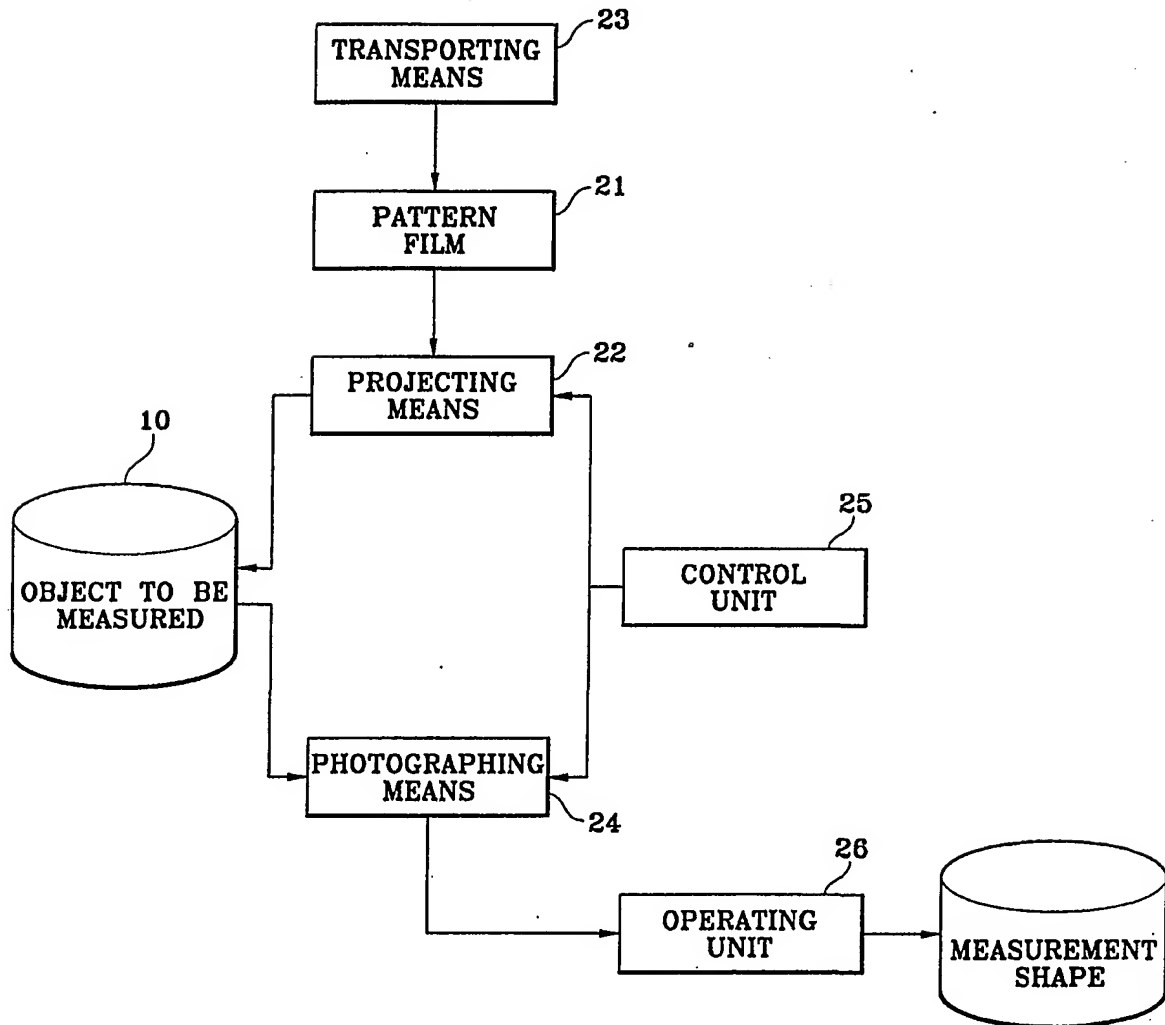 23
TRANSPORTING
MEANS
21
PATTERN
FILM
22
PROJECTING
MEANS
10
OBJECT TO BE
MEASURED
25
CONTROL
UNIT
PHOTOGRAPHING
MEANS
24
26
OPERATING
UNIT
MEASUREMENT
SHAPE